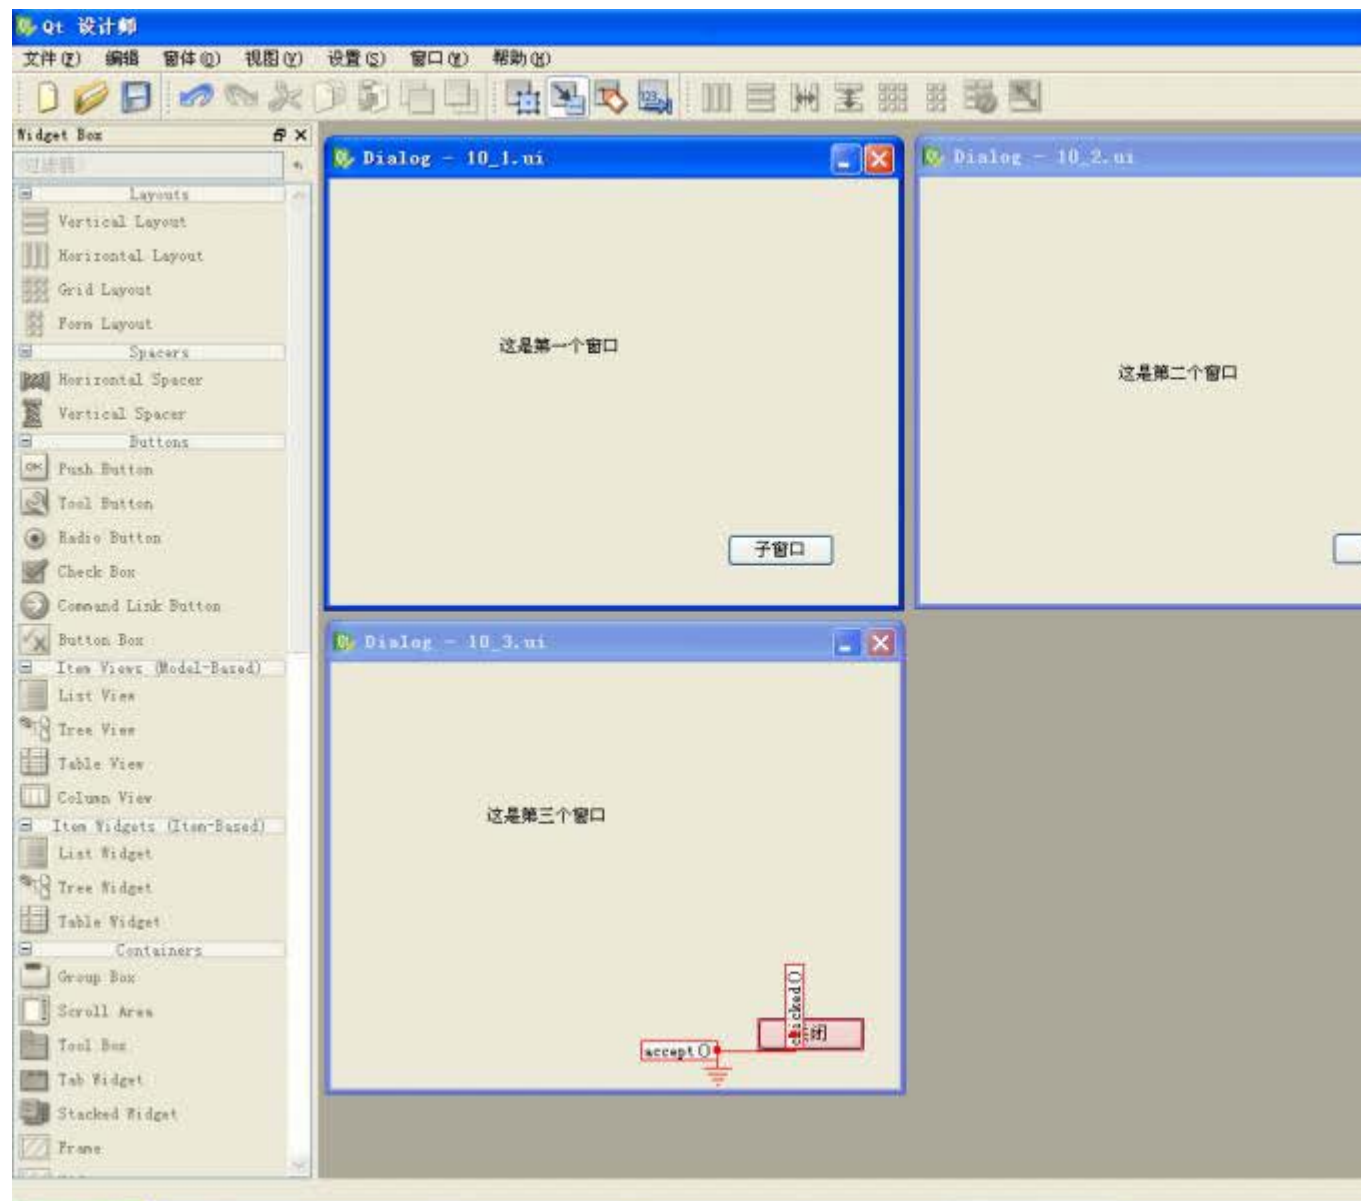 Qt 设计师
文件(F) 编辑 窗体(O) 视图(V) 设置(S) 窗口(W) 帮助(H)
123
Widget Box
过滤器
Layouts
Vertical Layout
Horizontal Layout
Grid Layout
Form Layout
Spacers
Horizontal Spacer
Vertical Spacer
Buttons
OK Push Button
Tool Button
Radio Button
Check Box
Command Link Button
Button Box
Item Views (Model-Based)
List View
Tree View
Table View
Column View
Item Widgets (Item-Based)
List Widget
Tree Widget
Table Widget
Containers
Group Box
Scroll Area
Tool Box
Tab Widget
Stacked Widget
Frame
Dialog - 10_1.ui
这是第一个窗口
子窗口
Dialog - 10_2.ui
这是第二个窗口
Dialog - 10_3.ui
这是第三个窗口
clicked()
闭
accept()